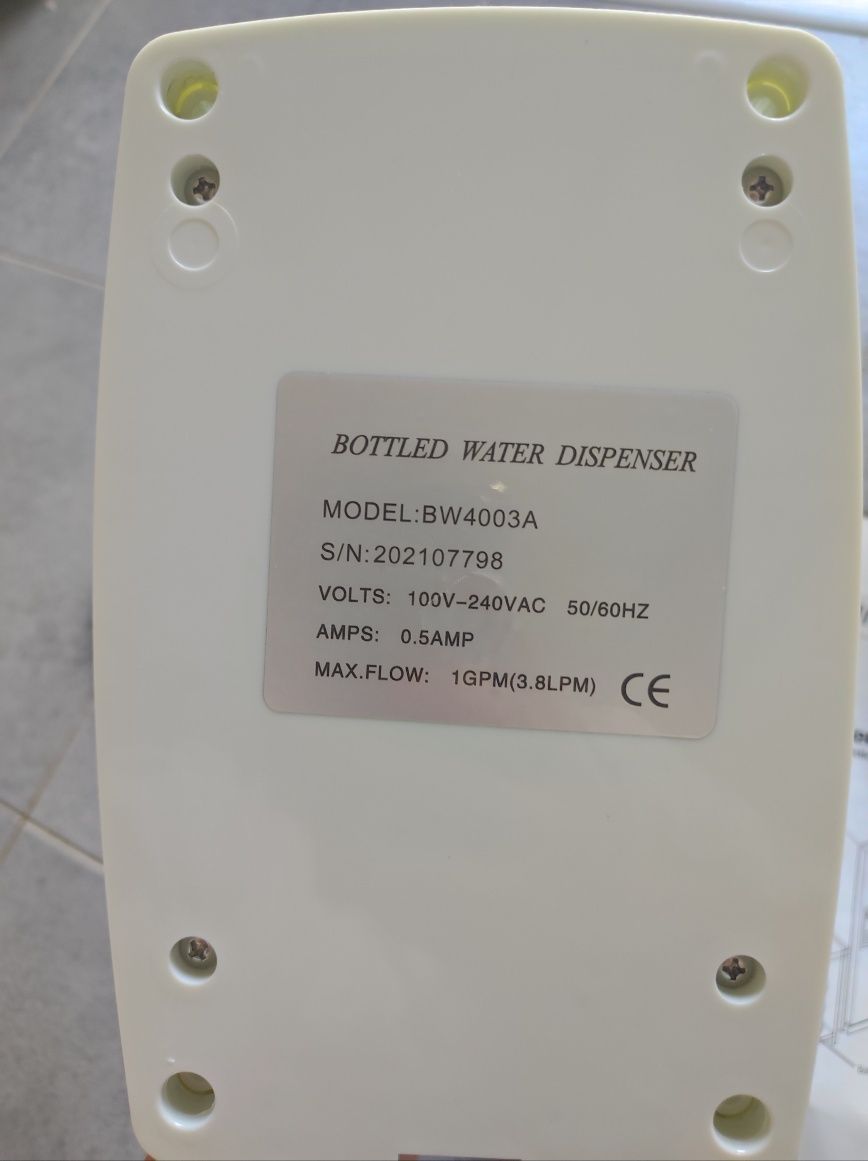 BOTTLED WATER DISPENSER
MODEL:BW4003A
S/N:202107798
VOLTS: 100V-240VAC 50/60HZ
AMPS: 0.5AMP
MAX.FLOW: 1GPM(3.8LPM) CE